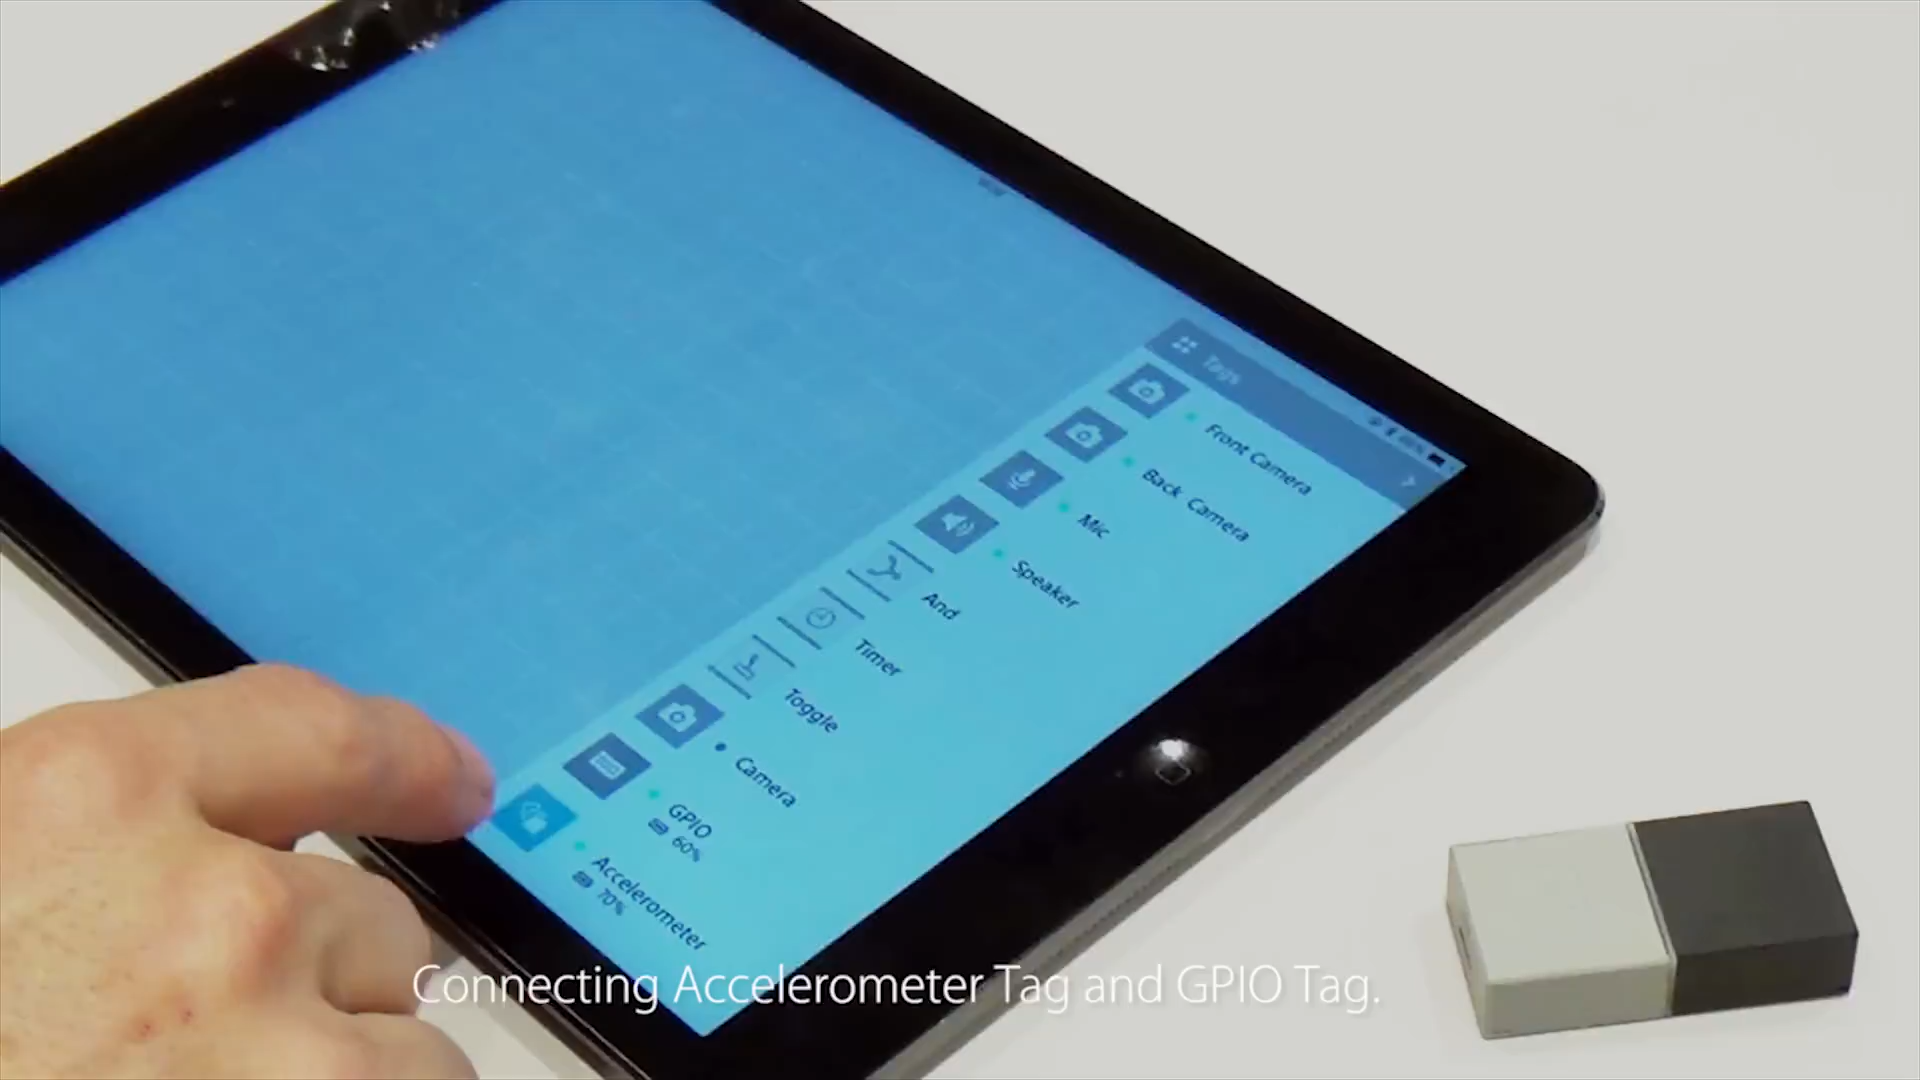 Tags
Front Camera
Back Camera
Mic
Speaker
And
Timer
Toggle
Camera
GPIO
60%
Accelerometer
70%
Connecting Accelerometer Tag and GPIO Tag.